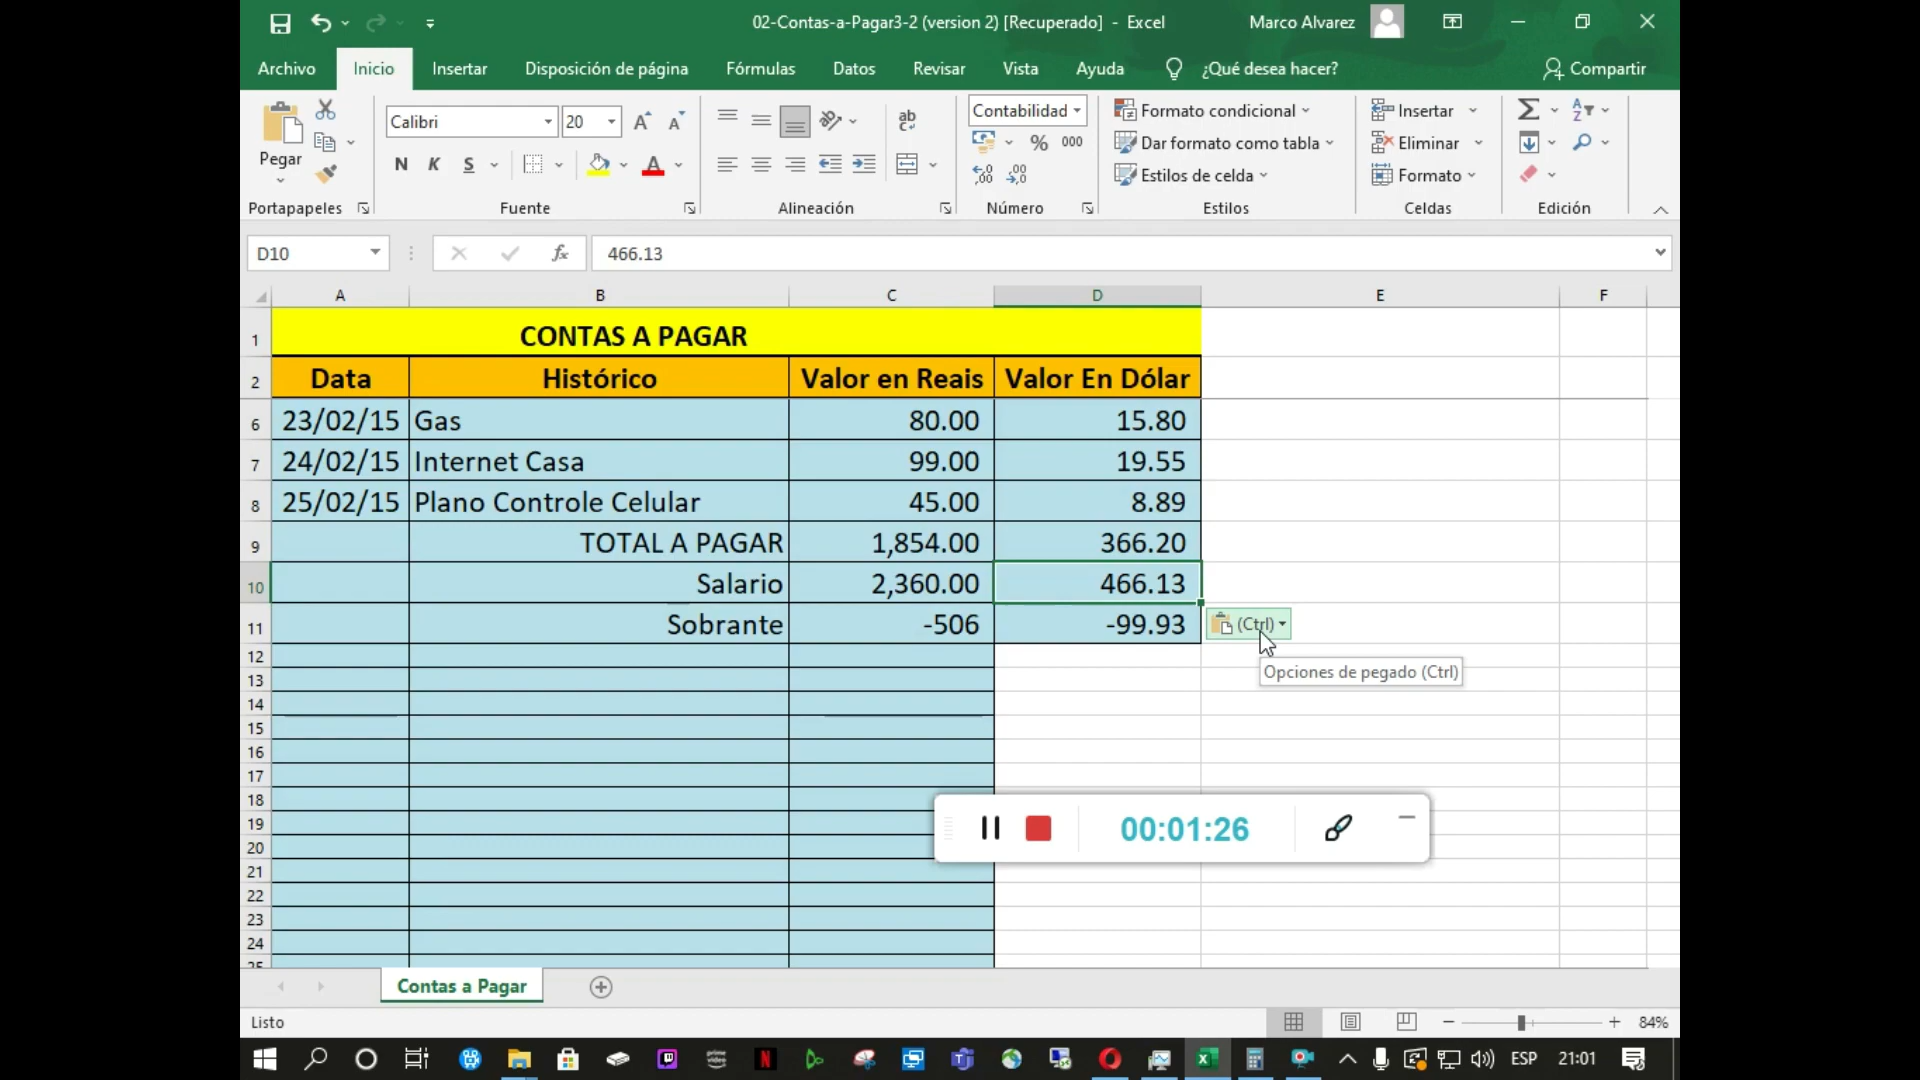 02-Contas-a-Pagar3-2 (version 2) [Recuperado] - Excel
Marco Alvarez
Archivo Inicio Insertar Disposición de página Fórmulas Datos Revisar Vista Ayuda ¿Qué desea hacer? Compartir
Pegar
Calibri 20
N K S
A
ab
Contabilidad
% 000
Formato condicional
Dar formato como tabla
Estilos de celda
Insertar
Eliminar
Formato
Portapapeles Fuente Alineación Número Estilos Celdas Edición
D10 fx 466.13
A B C D E F
1 CONTAS A PAGAR
2 Data Histórico Valor en Reais Valor En Dólar
6 23/02/15 Gas 80.00 15.80
7 24/02/15 Internet Casa 99.00 19.55
8 25/02/15 Plano Controle Celular 45.00 8.89
9 TOTAL A PAGAR 1,854.00 366.20
10 Salario 2,360.00 466.13
11 Sobrante -506 -99.93 (Ctrl)
Opciones de pegado (Ctrl)
12
13
14
15
16
17
18
19
20
21
22
23
24
25
00:01:26
Contas a Pagar
Listo 84%
ESP 21:01